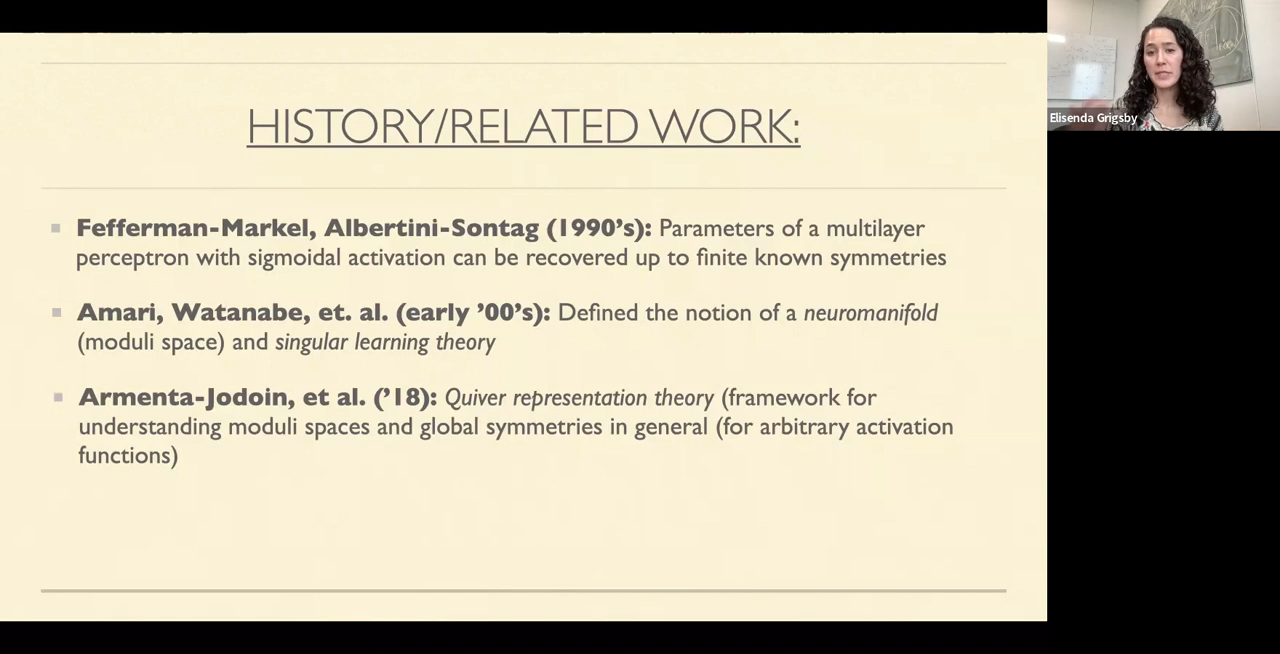 HISTORY/RELATED WORK:
Fefferman-Markel, Albertini-Sontag (1990's): Parameters of a multilayer
perceptron with sigmoidal activation can be recovered up to finite known symmetries
Amari, Watanabe, et. al. (early ’00’s): Defined the notion of a neuromanifold
(moduli space) and singular learning theory
Armenta-Jodoin, et al. (’18): Quiver representation theory (framework for
understanding moduli spaces and global symmetries in general (for arbitrary activation
functions)
Elisenda Grigsby